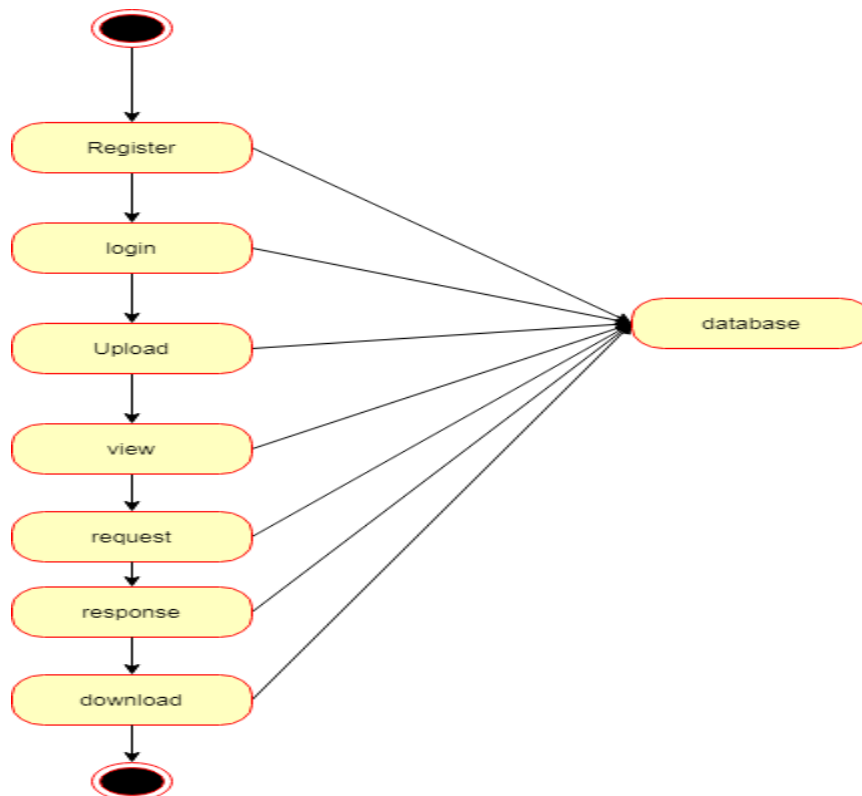 Register
login
Upload
database
view
request
response
download